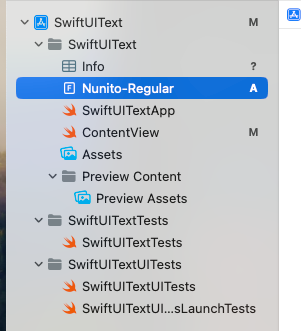 SwiftUIText M
SwiftUIText
Info ?
Nunito-Regular A
SwiftUITextApp
ContentView M
Assets
Preview Content
Preview Assets
SwiftUITextTests
SwiftUITextTests
SwiftUITextUITests
SwiftUITextUITests
SwiftUITextUI...sLaunchTests